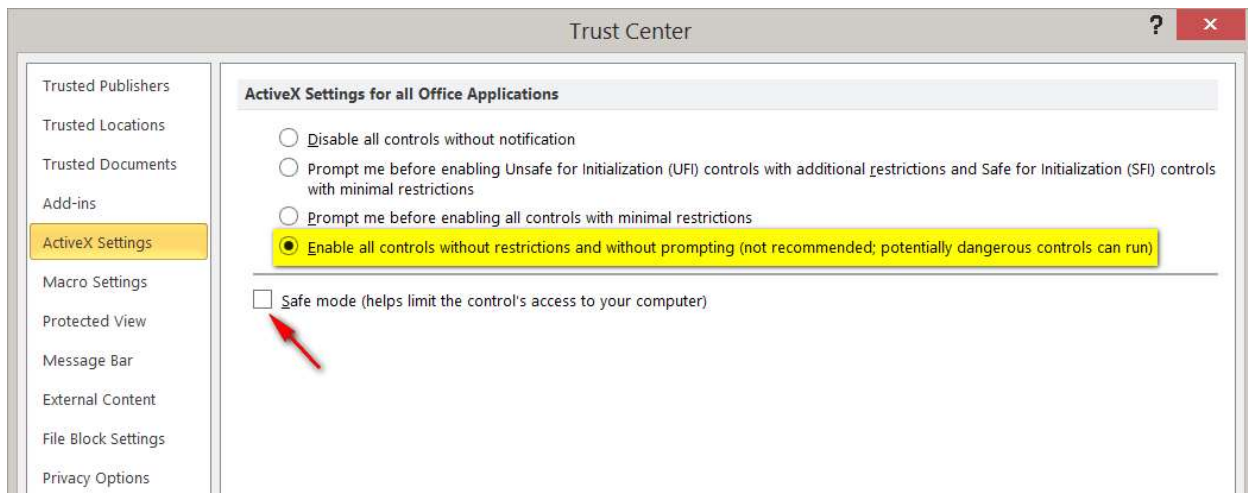 Trust Center
?
×
Trusted Publishers
Trusted Locations
Trusted Documents
Add-ins
ActiveX Settings
Macro Settings
Protected View
Message Bar
External Content
File Block Settings
Privacy Options
ActiveX Settings for all Office Applications
Disable all controls without notification
Prompt me before enabling Unsafe for Initialization (UFI) controls with additional restrictions and Safe for Initialization (SFI) controls
with minimal restrictions
Prompt me before enabling all controls with minimal restrictions
Enable all controls without restrictions and without prompting (not recommended; potentially dangerous controls can run)
Safe mode (helps limit the control's access to your computer)